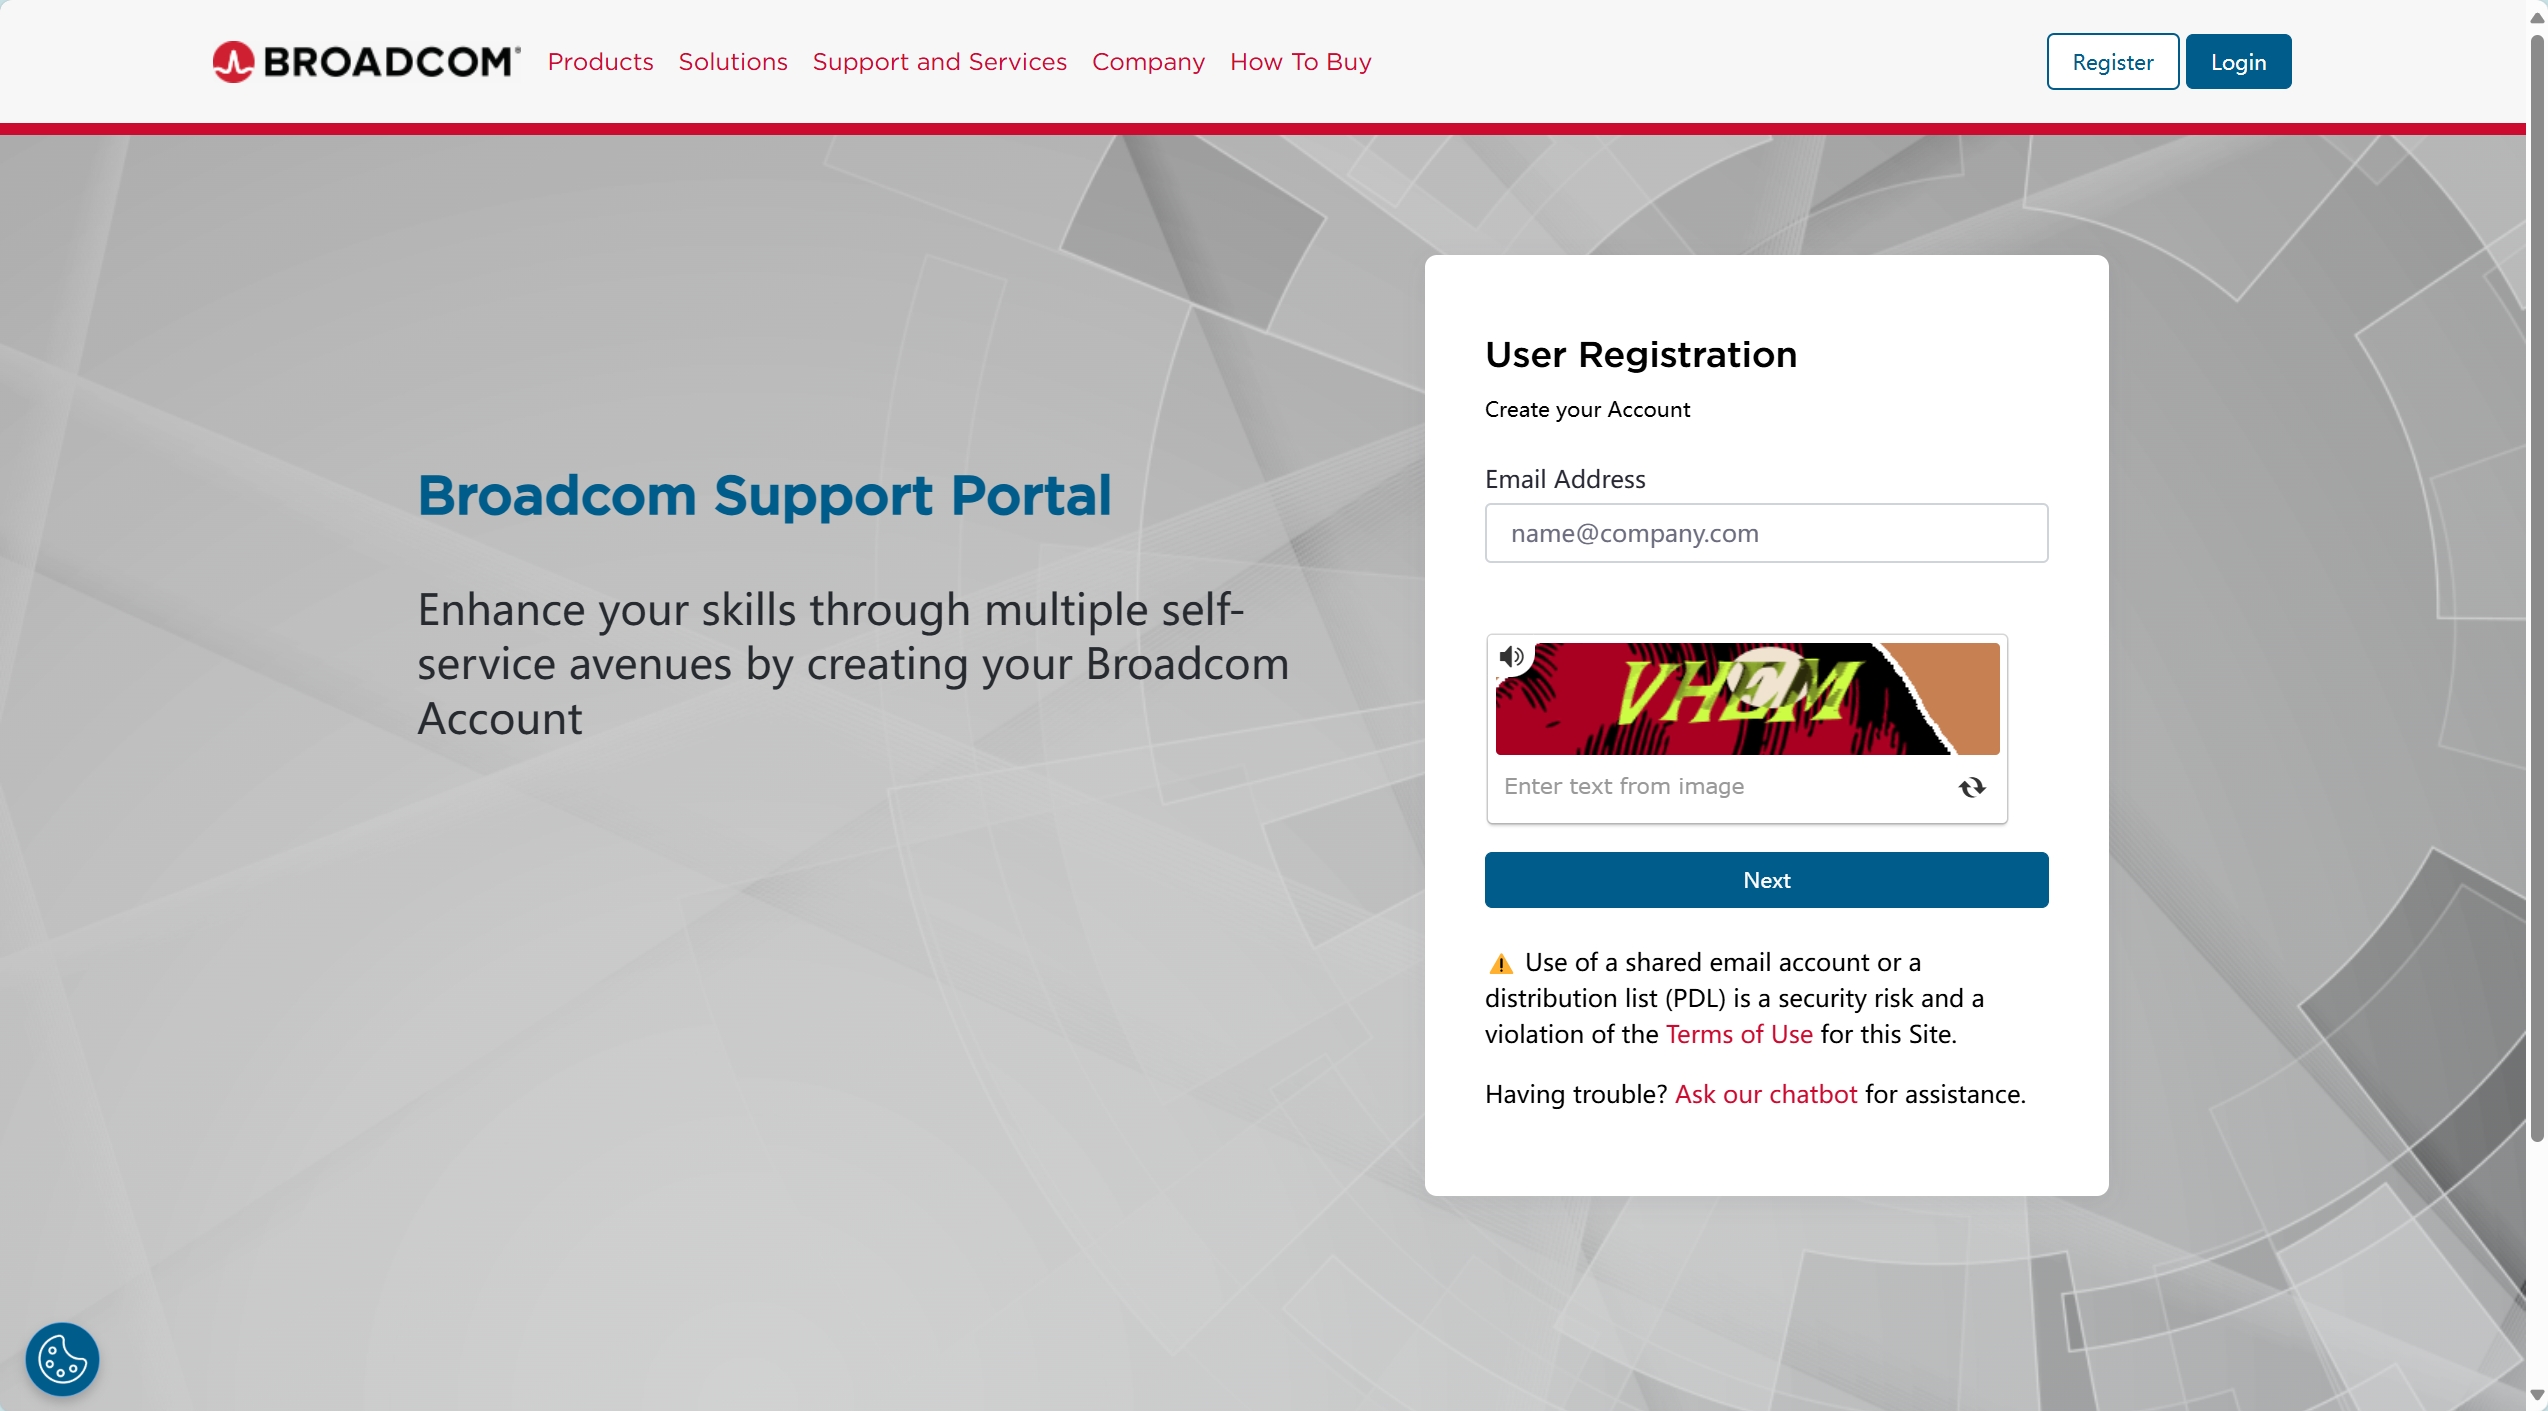 BROADCOM®
Products Solutions Support and Services Company How To Buy
Register Login
Broadcom Support Portal
Enhance your skills through multiple self-
service avenues by creating your Broadcom
Account
User Registration
Create your Account
Email Address
name@company.com
VHEM
Enter text from image
Next
Use of a shared email account or a
distribution list (PDL) is a security risk and a
violation of the Terms of Use for this Site.
Having trouble? Ask our chatbot for assistance.